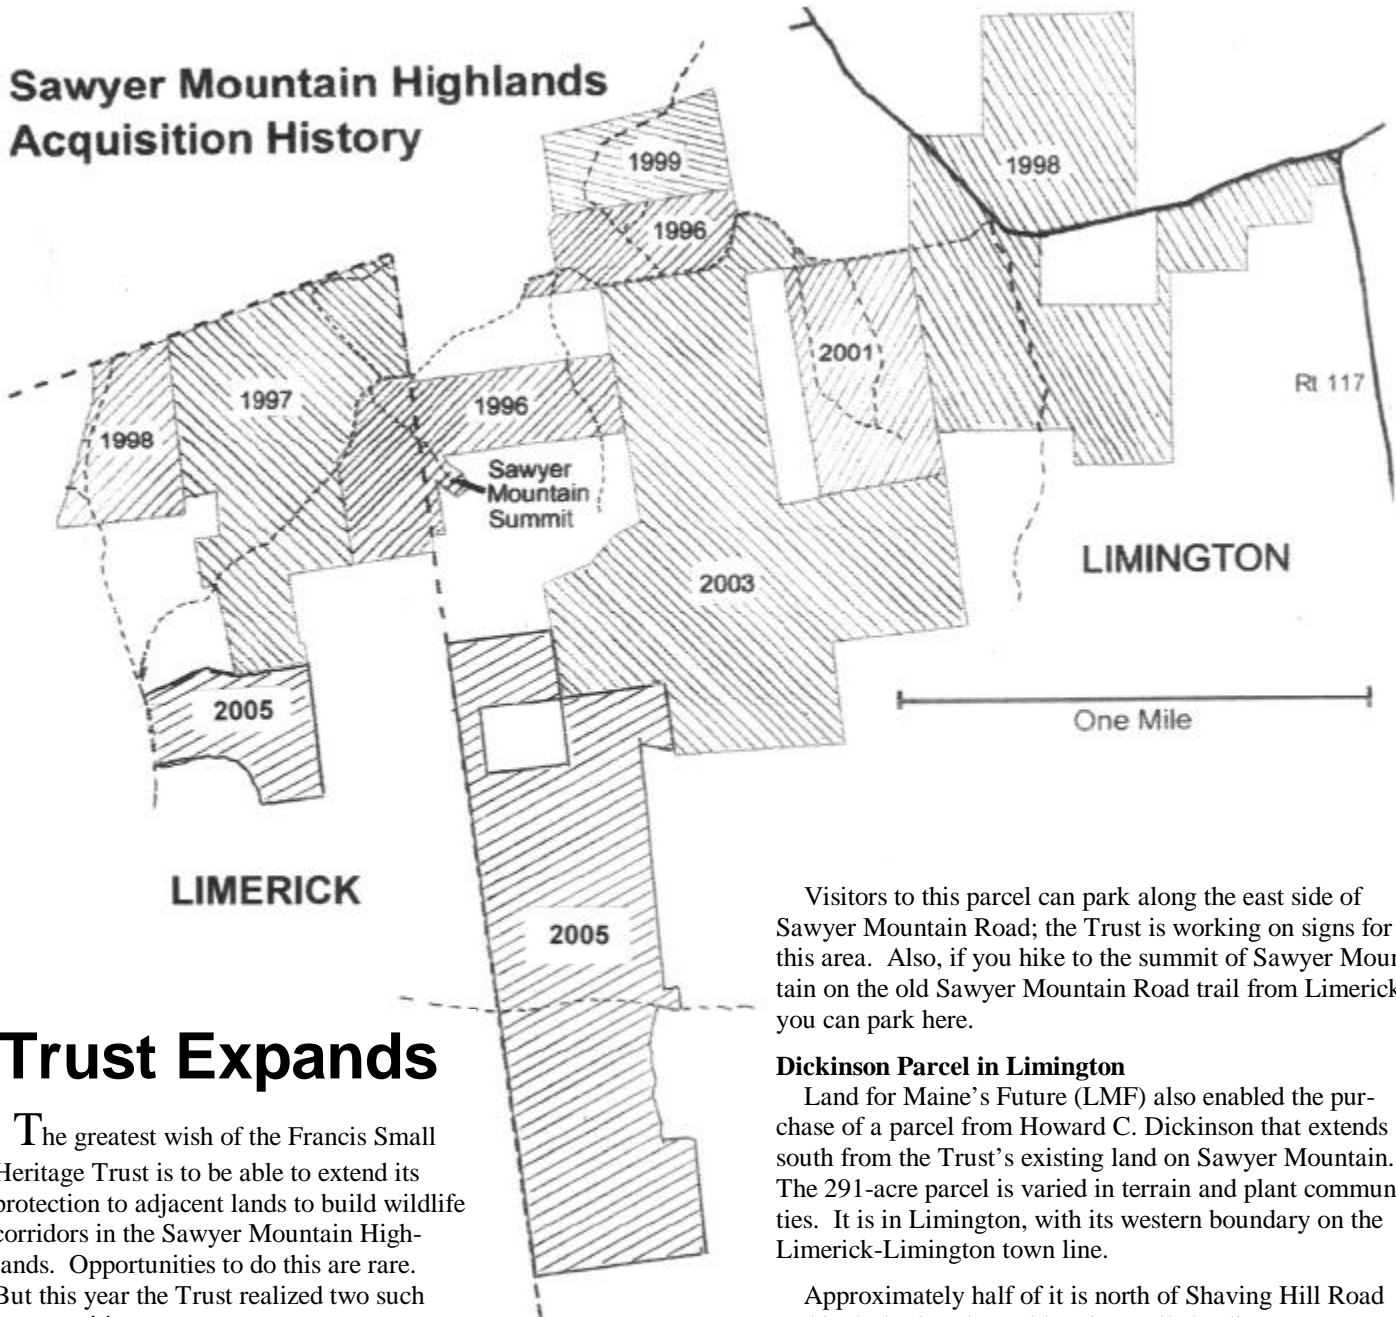 Sawyer Mountain Highlands
Acquisition History
1999
1998
1996
2001
Rt 117
1997
1996
1998
Sawyer
Mountain
Summit
LIMINGTON
2003
2005
One Mile
LIMERICK
2005
Trust Expands
The greatest wish of the Francis Small
Heritage Trust is to be able to extend its
protection to adjacent lands to build wildlife
corridors in the Sawyer Mountain High-
ands. Opportunities to do this are rare.
But this year the Trust realized two such
Visitors to this parcel can park along the east side of
Sawyer Mountain Road; the Trust is working on signs for
this area. Also, if you hike to the summit of Sawyer Moun
tain on the old Sawyer Mountain Road trail from Limerick
you can park here.
Dickinson Parcel in Limington
Land for Maine's Future (LMF) also enabled the pur-
chase of a parcel from Howard C. Dickinson that extends
south from the Trust's existing land on Sawyer Mountain.
The 291-acre parcel is varied in terrain and plant commun
ties. It is in Limington, with its western boundary on the
Limerick-Limington town line.
Approximately half of it is north of Shaving Hill Road